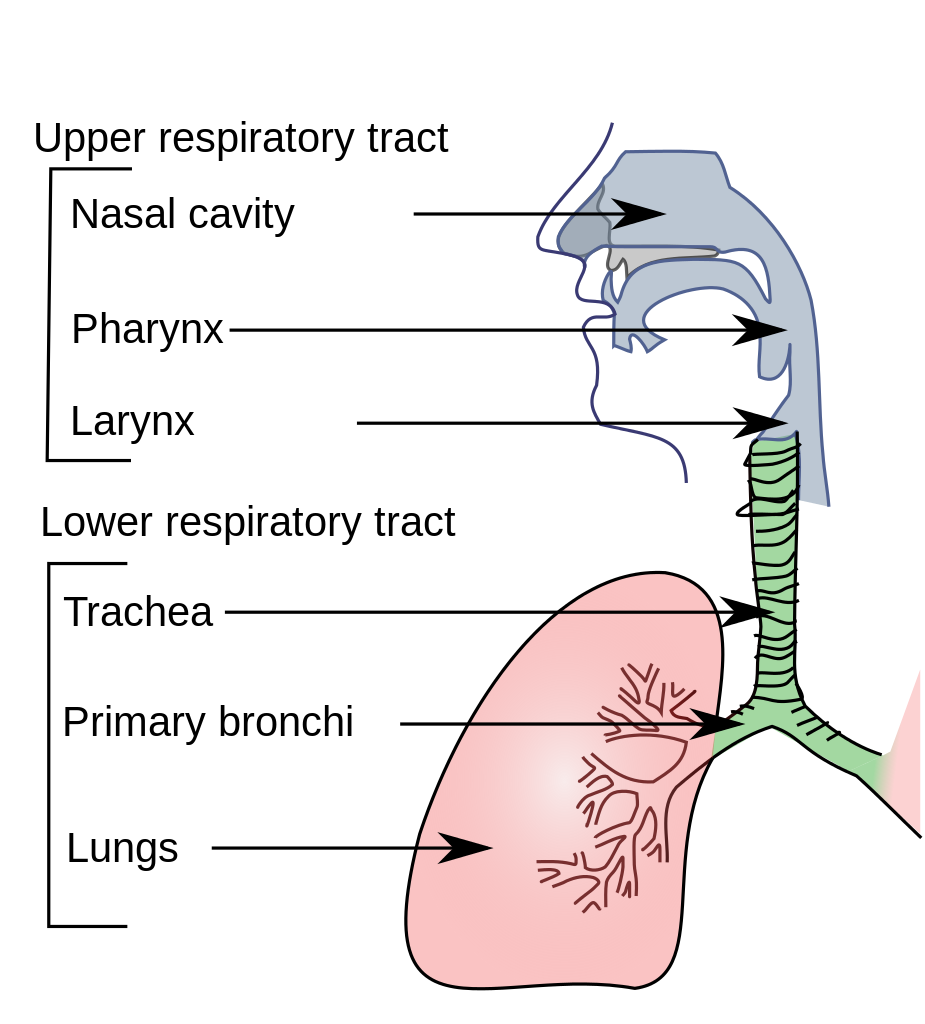 Upper respiratory tract
Nasal cavity
Pharynx
Larynx
Lower respiratory tract
Trachea
Primary bronchi
Lungs